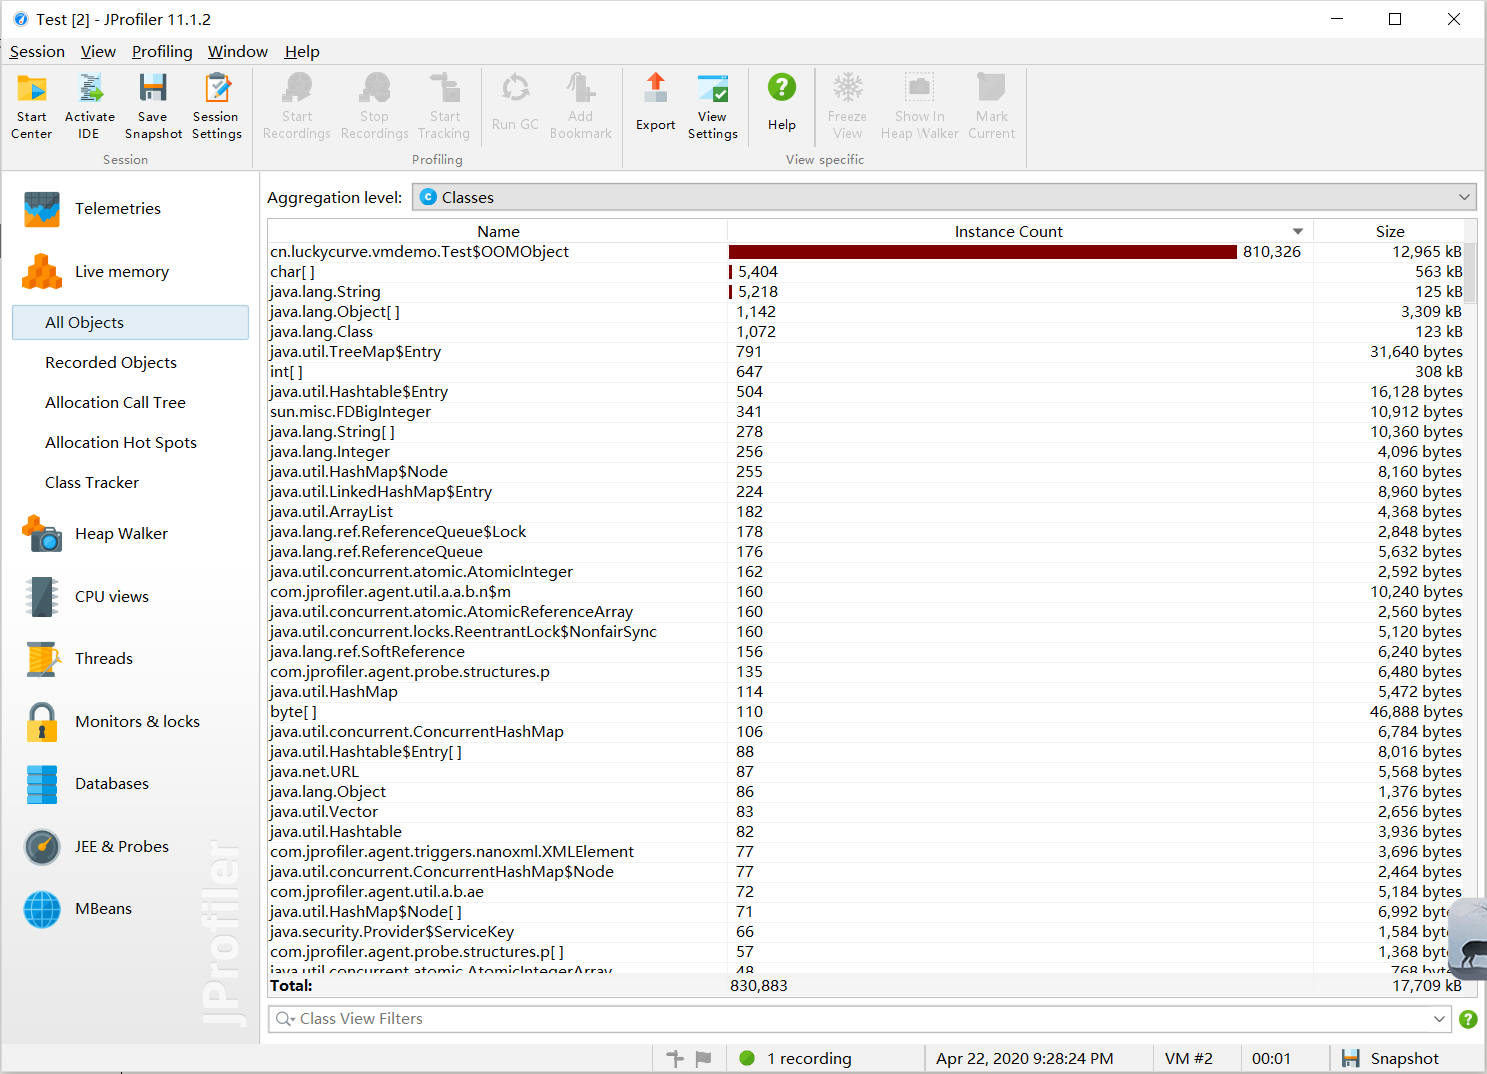 Test [2] - JProfiler 11.1.2
Session View Profiling Window Help
Start Center
Activate IDE
Save Snapshot
Session Settings
Start Recordings
Stop Recordings
Start Tracking
Run GC
Add Bookmark
Export
View Settings
Help
Freeze View
Show In Heap Walker
Mark Current
Session
Profiling
View specific
Telemetries
Live memory
All Objects
Recorded Objects
Allocation Call Tree
Allocation Hot Spots
Class Tracker
Heap Walker
CPU views
Threads
Monitors & locks
Databases
JEE & Probes
MBeans
JProfiler
Aggregation level: C Classes
Name Instance Count Size
cn.luckycurve.vmdemo.Test$OOMObject 810,326 12,965 kB
char[ ] 5,404 563 kB
java.lang.String 5,218 125 kB
java.lang.Object[ ] 1,142 3,309 kB
java.lang.Class 1,072 123 kB
java.util.TreeMap$Entry 791 31,640 bytes
int[ ] 647 308 kB
java.util.Hashtable$Entry 504 16,128 bytes
sun.misc.FDBigInteger 341 10,912 bytes
java.lang.String[ ] 278 10,360 bytes
java.lang.Integer 256 4,096 bytes
java.util.HashMap$Node 255 8,160 bytes
java.util.LinkedHashMap$Entry 224 8,960 bytes
java.util.ArrayList 182 4,368 bytes
java.lang.ref.ReferenceQueue$Lock 178 2,848 bytes
java.lang.ref.ReferenceQueue 176 5,632 bytes
java.util.concurrent.atomic.AtomicInteger 162 2,592 bytes
com.jprofiler.agent.util.a.a.b.n$m 160 10,240 bytes
java.util.concurrent.atomic.AtomicReferenceArray 160 2,560 bytes
java.util.concurrent.locks.ReentrantLock$NonfairSync 160 5,120 bytes
java.lang.ref.SoftReference 156 6,240 bytes
com.jprofiler.agent.probe.structures.p 135 6,480 bytes
java.util.HashMap 114 5,472 bytes
byte[ ] 110 46,888 bytes
java.util.concurrent.ConcurrentHashMap 106 6,784 bytes
java.util.Hashtable$Entry[ ] 88 8,016 bytes
java.net.URL 87 5,568 bytes
java.lang.Object 86 1,376 bytes
java.util.Vector 83 2,656 bytes
java.util.Hashtable 82 3,936 bytes
com.jprofiler.agent.triggers.nanoxml.XMLElement 77 3,696 bytes
java.util.concurrent.ConcurrentHashMap$Node 77 2,464 bytes
com.jprofiler.agent.util.a.b.ae 72 5,184 bytes
java.util.HashMap$Node[ ] 71 6,992 byt
java.security.Provider$ServiceKey 66 1,584 byt
com.jprofiler.agent.probe.structures.p[ ] 57 1,368 byt
java.util.concurrent.atomic.AtomicIntegerArray 48 768 byt
Total: 830,883 17,709 kB
Class View Filters
1 recording Apr 22, 2020 9:28:24 PM VM #2 00:01 Snapshot